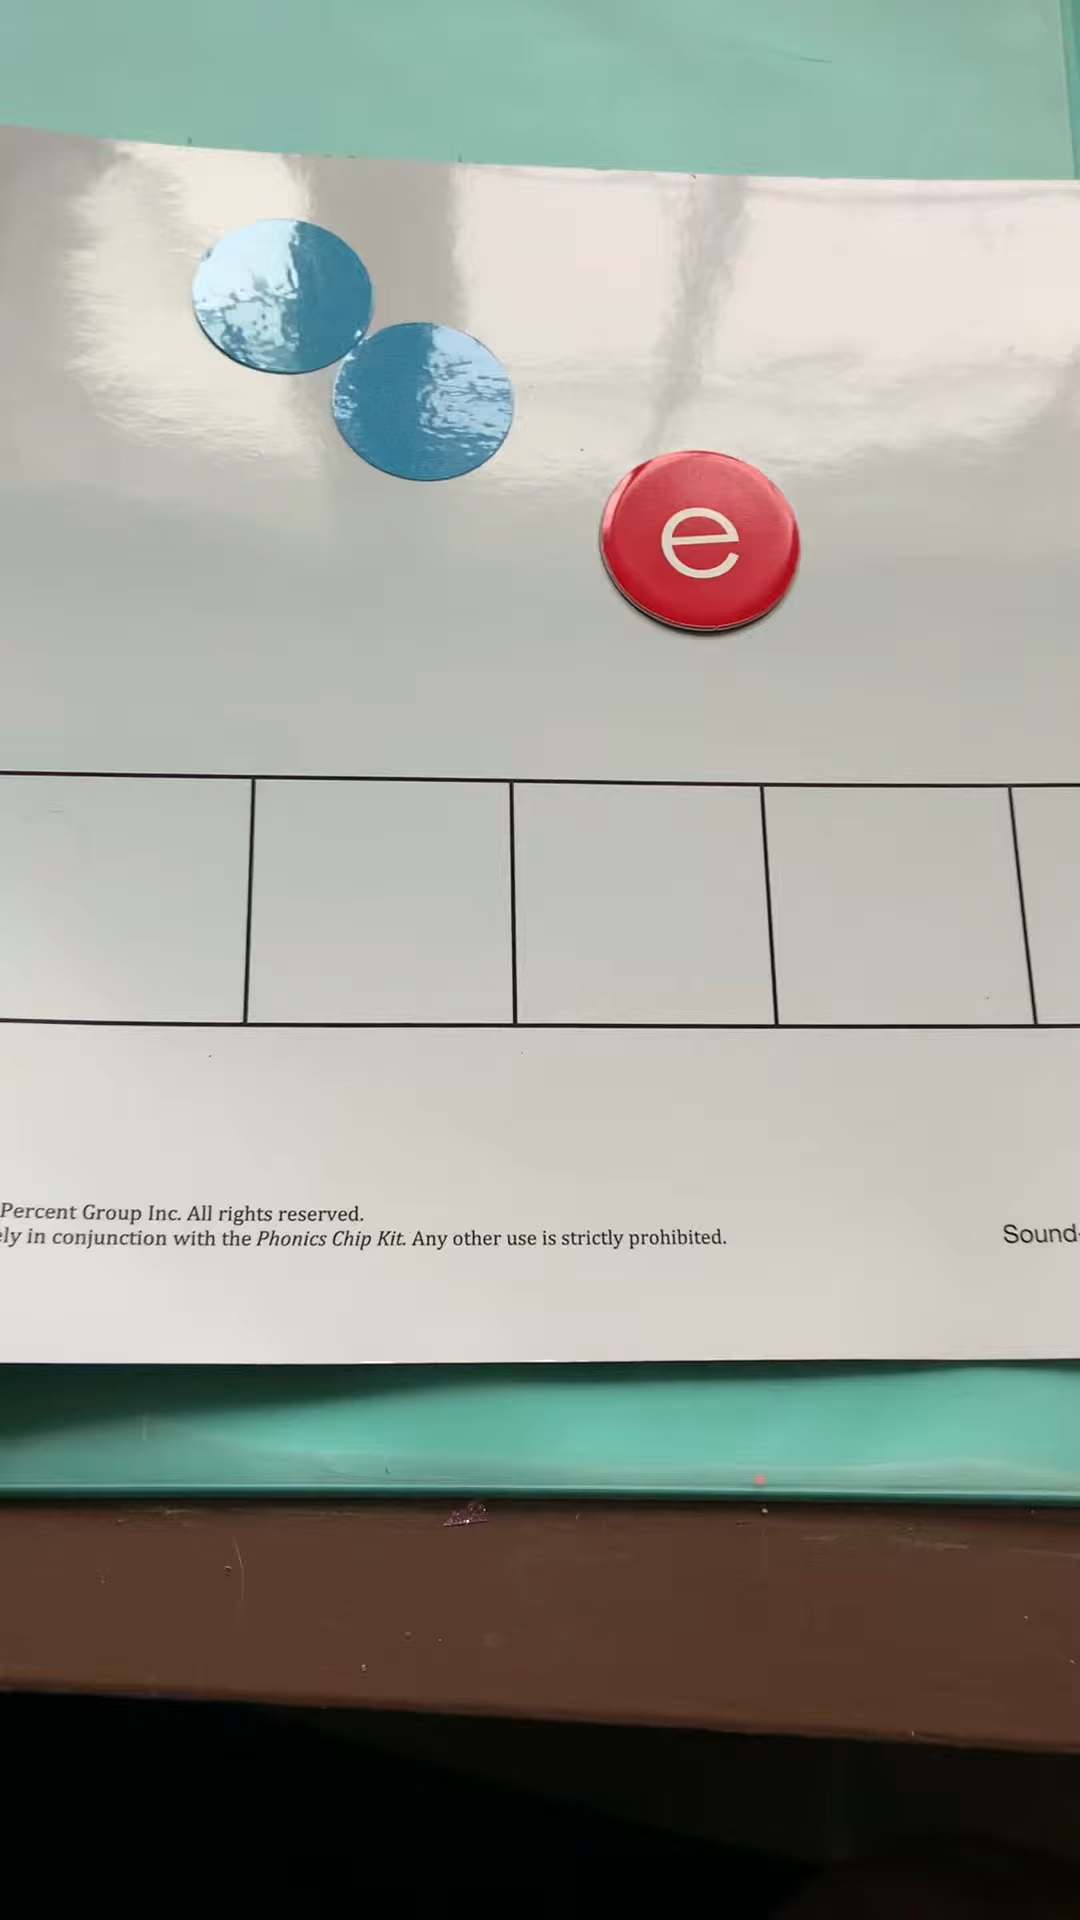 e
Percent Group Inc. All rights reserved.
ely in conjunction with the Phonics Chip Kit. Any other use is strictly prohibited.
Sound-